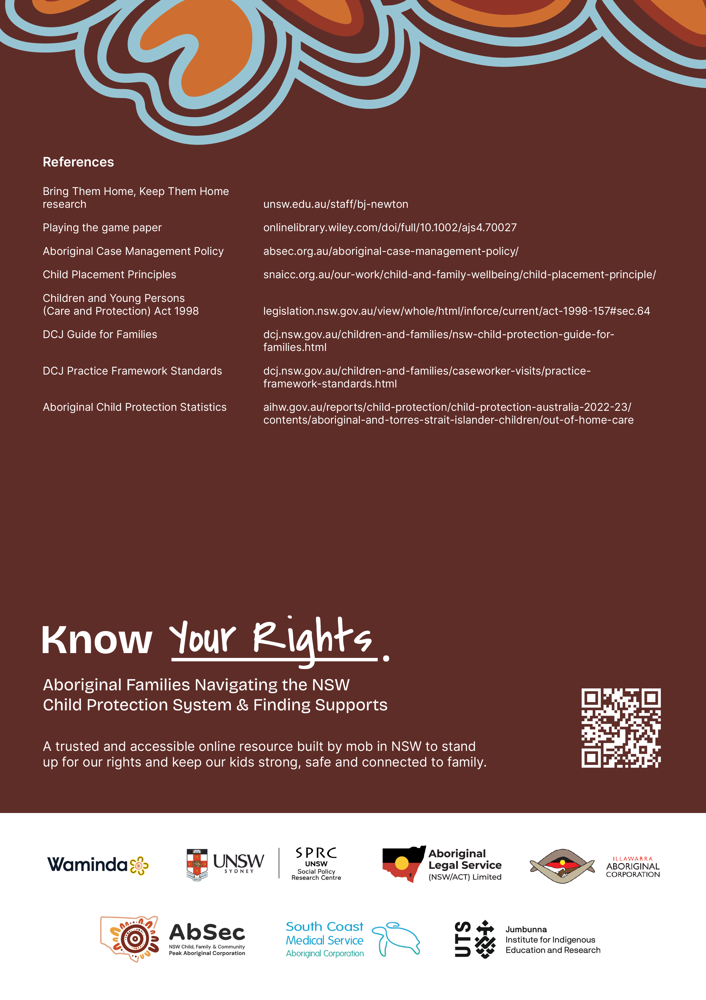 References
Bring Them Home, Keep Them Home
research
unsw.edu.au/staff/bj-newton
Playing the game paper
onlinelibrary.wiley.com/doi/full/10.1002/ajs4.70027
Aboriginal Case Management Policy
absec.org.au/aboriginal-case-management-policy/
Child Placement Principles
snaicc.org.au/our-work/child-and-family-wellbeing/child-placement-principle/
Children and Young Persons
(Care and Protection) Act 1998
legislation.nsw.gov.au/view/whole/html/inforce/current/act-1998-157#sec.64
DCJ Guide for Families
dcj.nsw.gov.au/children-and-families/nsw-child-protection-guide-for-
families.html
DCJ Practice Framework Standards
dcj.nsw.gov.au/children-and-families/caseworker-visits/practice-
framework-standards.html
Aboriginal Child Protection Statistics
aihw.gov.au/reports/child-protection/child-protection-australia-2022-23/
contents/aboriginal-and-torres-strait-islander-children/out-of-home-care
Know Your Rights.
Aboriginal Families Navigating the NSW
Child Protection System & Finding Supports
A trusted and accessible online resource built by mob in NSW to stand
up for our rights and keep our kids strong, safe and connected to family.
Waminda
UNSW
SYDNEY
SPRC
UNSW
Social Policy
Research Centre
Aboriginal
Legal Service
(NSW/ACT) Limited
ILLAWARRA
ABORIGINAL
CORPORATION
AbSec
NSW Child, Family & Community
Peak Aboriginal Corporation
South Coast
Medical Service
Aboriginal Corporation
UTS
Jumbunna
Institute for Indigenous
Education and Research